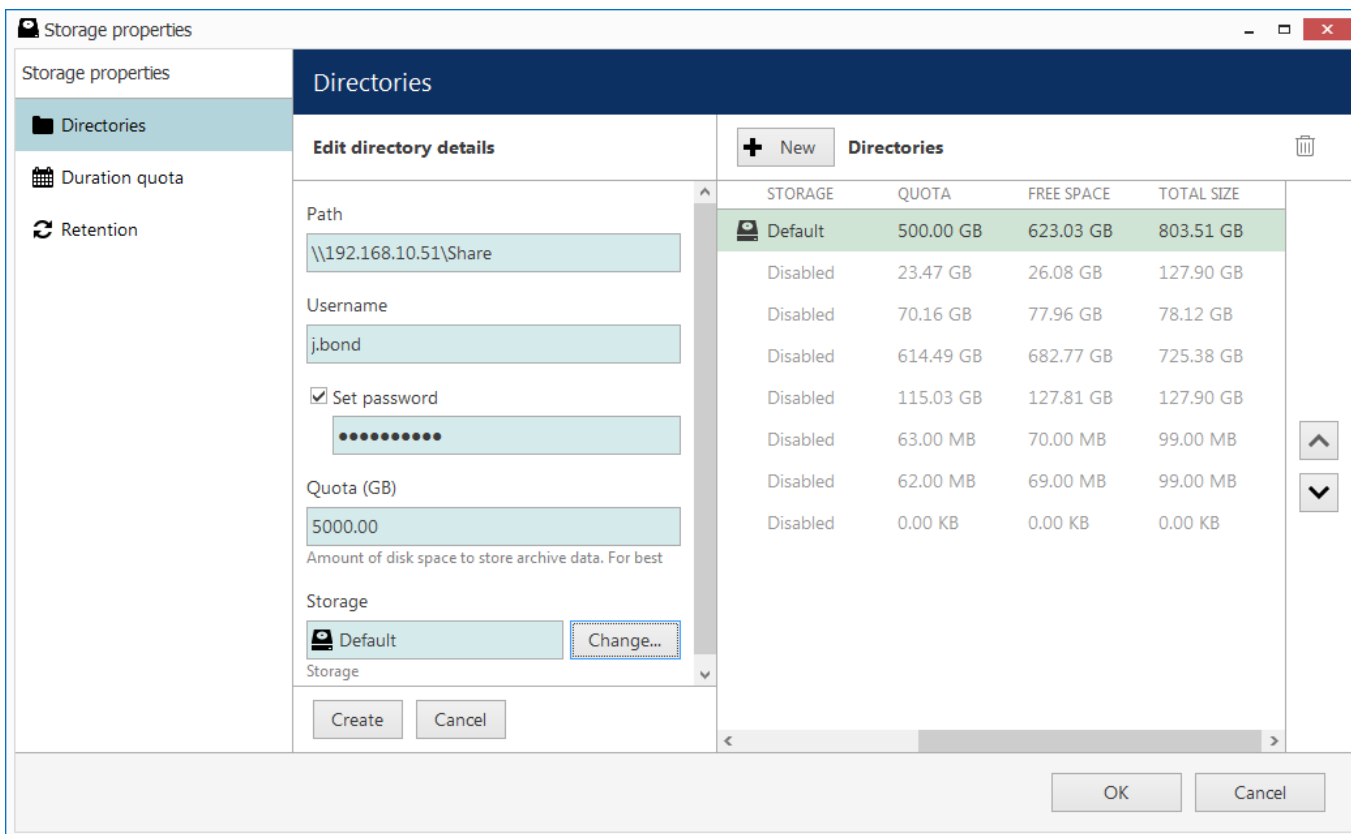 Storage properties
Storage properties
Directories
Duration quota
Retention
Directories
Edit directory details
Path
\\192.168.10.51\Share
Username
j.bond
Set password
••••••••••
Quota (GB)
5000.00
Amount of disk space to store archive data. For best
Storage
Default
Change...
Storage
Create Cancel
New Directories
STORAGE QUOTA FREE SPACE TOTAL SIZE
Default 500.00 GB 623.03 GB 803.51 GB
Disabled 23.47 GB 26.08 GB 127.90 GB
Disabled 70.16 GB 77.96 GB 78.12 GB
Disabled 614.49 GB 682.77 GB 725.38 GB
Disabled 115.03 GB 127.81 GB 127.90 GB
Disabled 63.00 MB 70.00 MB 99.00 MB
Disabled 62.00 MB 69.00 MB 99.00 MB
Disabled 0.00 KB 0.00 KB 0.00 KB
OK Cancel